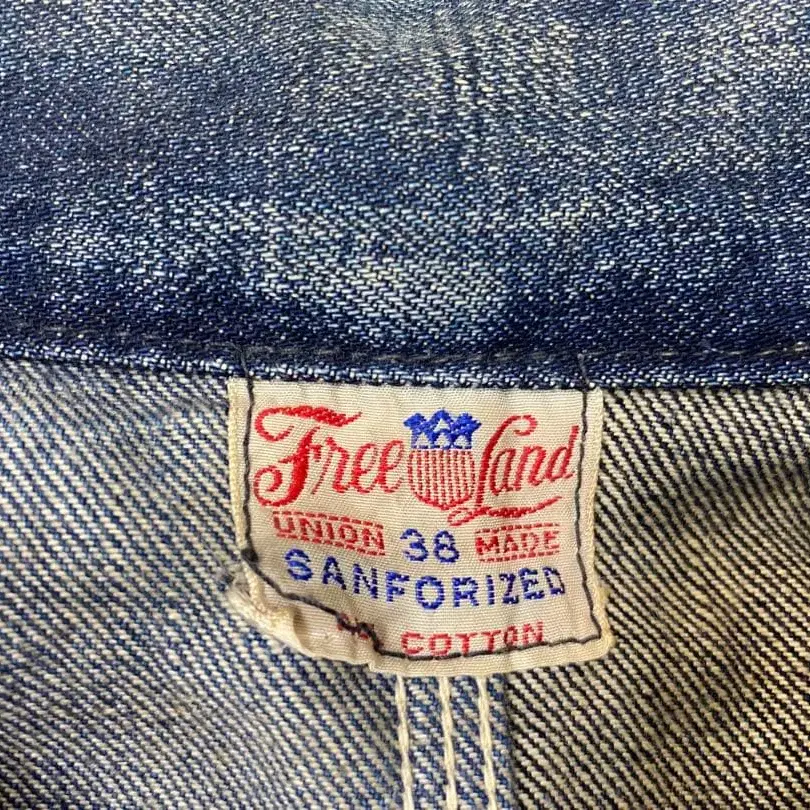 Free Land
UNION 38 MADE
SANFORIZED
COTTON